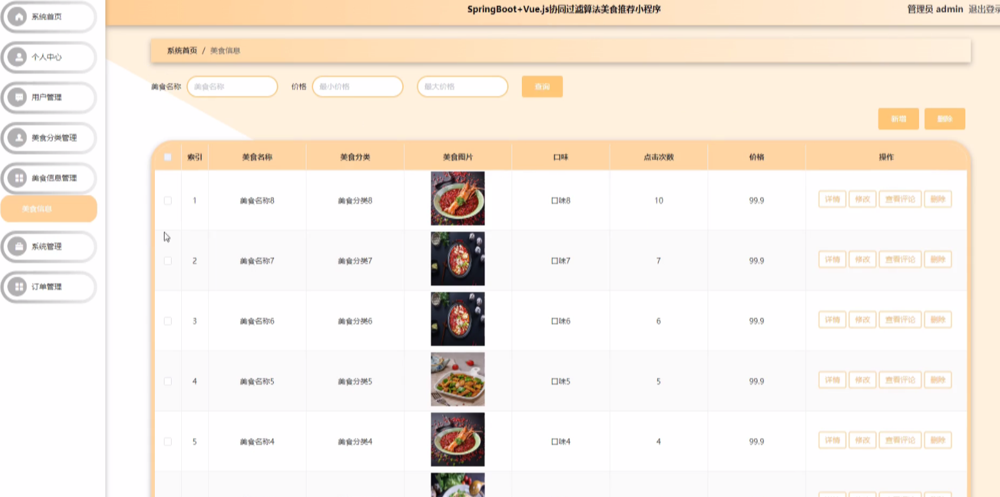 SpringBoot+Vue.js协同过滤算法美食推荐小程序
管理员 admin 退出登录
系统首页
个人中心
用户管理
美食分类管理
美食信息管理
美食信息
系统管理
订单管理
系统首页 / 美食信息
美食名称 美食名称 价格 最小价格 最大价格 查询
新增 删除
索引 美食名称 美食分类 美食图片 口味 点击次数 价格 操作
1 美食名称8 美食分类8 口味8 10 99.9 详情 修改 查看评论 删除
2 美食名称7 美食分类7 口味7 7 99.9 详情 修改 查看评论 删除
3 美食名称6 美食分类6 口味6 6 99.9 详情 修改 查看评论 删除
4 美食名称5 美食分类5 口味5 5 99.9 详情 修改 查看评论 删除
5 美食名称4 美食分类4 口味4 4 99.9 详情 修改 查看评论 删除